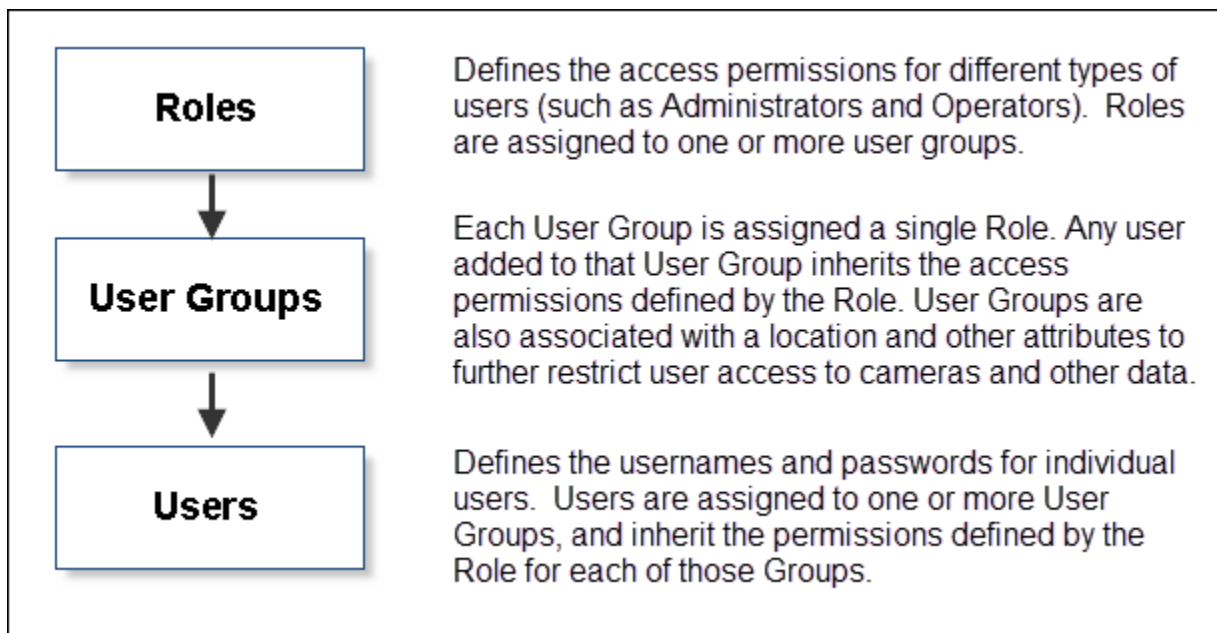 Roles
Defines the access permissions for different types of
users (such as Administrators and Operators).  Roles
are assigned to one or more user groups.
User Groups
Each User Group is assigned a single Role. Any user
added to that User Group inherits the access
permissions defined by the Role. User Groups are
also associated with a location and other attributes to
further restrict user access to cameras and other data.
Users
Defines the usernames and passwords for individual
users.  Users are assigned to one or more User
Groups, and inherit the permissions defined by the
Role for each of those Groups.